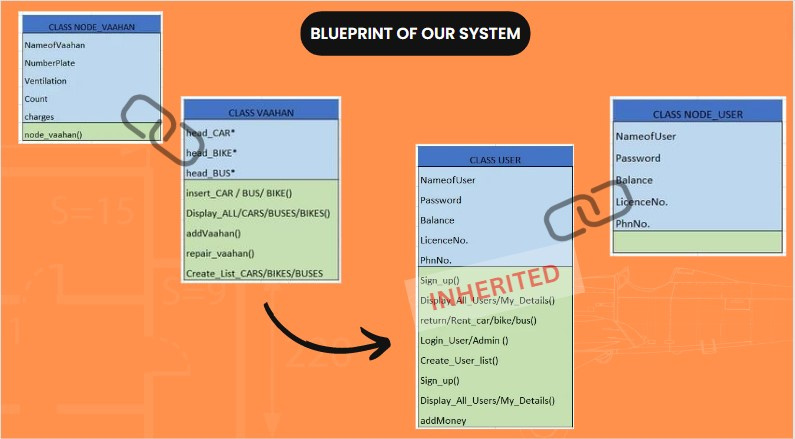 BLUEPRINT OF OUR SYSTEM
CLASS NODE_VAAHAN
NameofVaahan
NumberPlate
Ventilation
Count
charges
node_vaahan()
CLASS VAAHAN
head_CAR*
head_BIKE*
head_BUS*
insert_CAR / BUS/ BIKE()
Display_ALL/CARS/BUSES/BIKES()
addVaahan()
repair_vaahan()
Create_List_CARS/BIKES/BUSES
CLASS USER
NameofUser
Password
Balance
LicenceNo.
PhnNo.
Sign_up()
Display_All_Users/My_Details()
return/Rent_car/bike/bus()
Login_User/Admin ()
Create_User_list()
Sign_up()
Display_All_Users/My_Details()
addMoney
INHERITED
CLASS NODE_USER
NameofUser
Password
Balance
LicenceNo.
PhnNo.
S=15
220